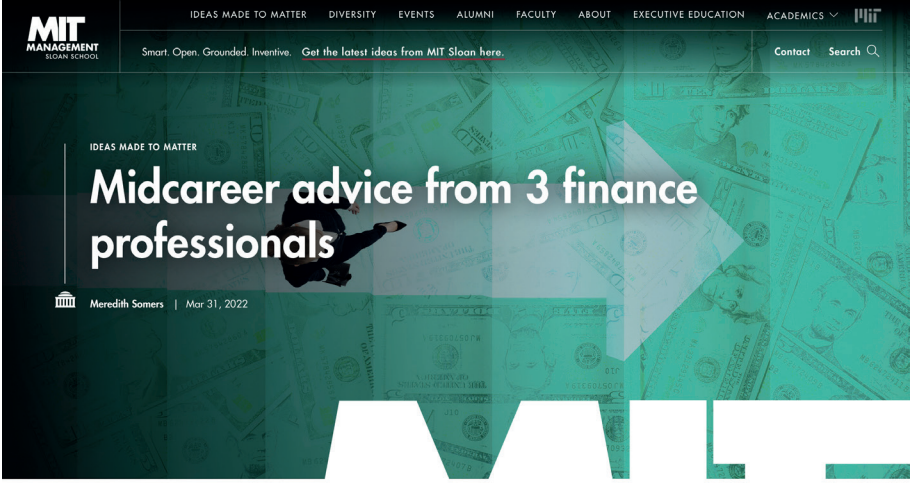 MIT
MANAGEMENT
SLOAN SCHOOL
IDEAS MADE TO MATTER DIVERSITY EVENTS ALUMNI FACULTY ABOUT EXECUTIVE EDUCATION ACADEMICS
Smart. Open. Grounded. Inventive. Get the latest ideas from MIT Sloan here.
Contact Search
IDEAS MADE TO MATTER
Midcareer advice from 3 finance
professionals
Meredith Somers | Mar 31, 2022
MIT